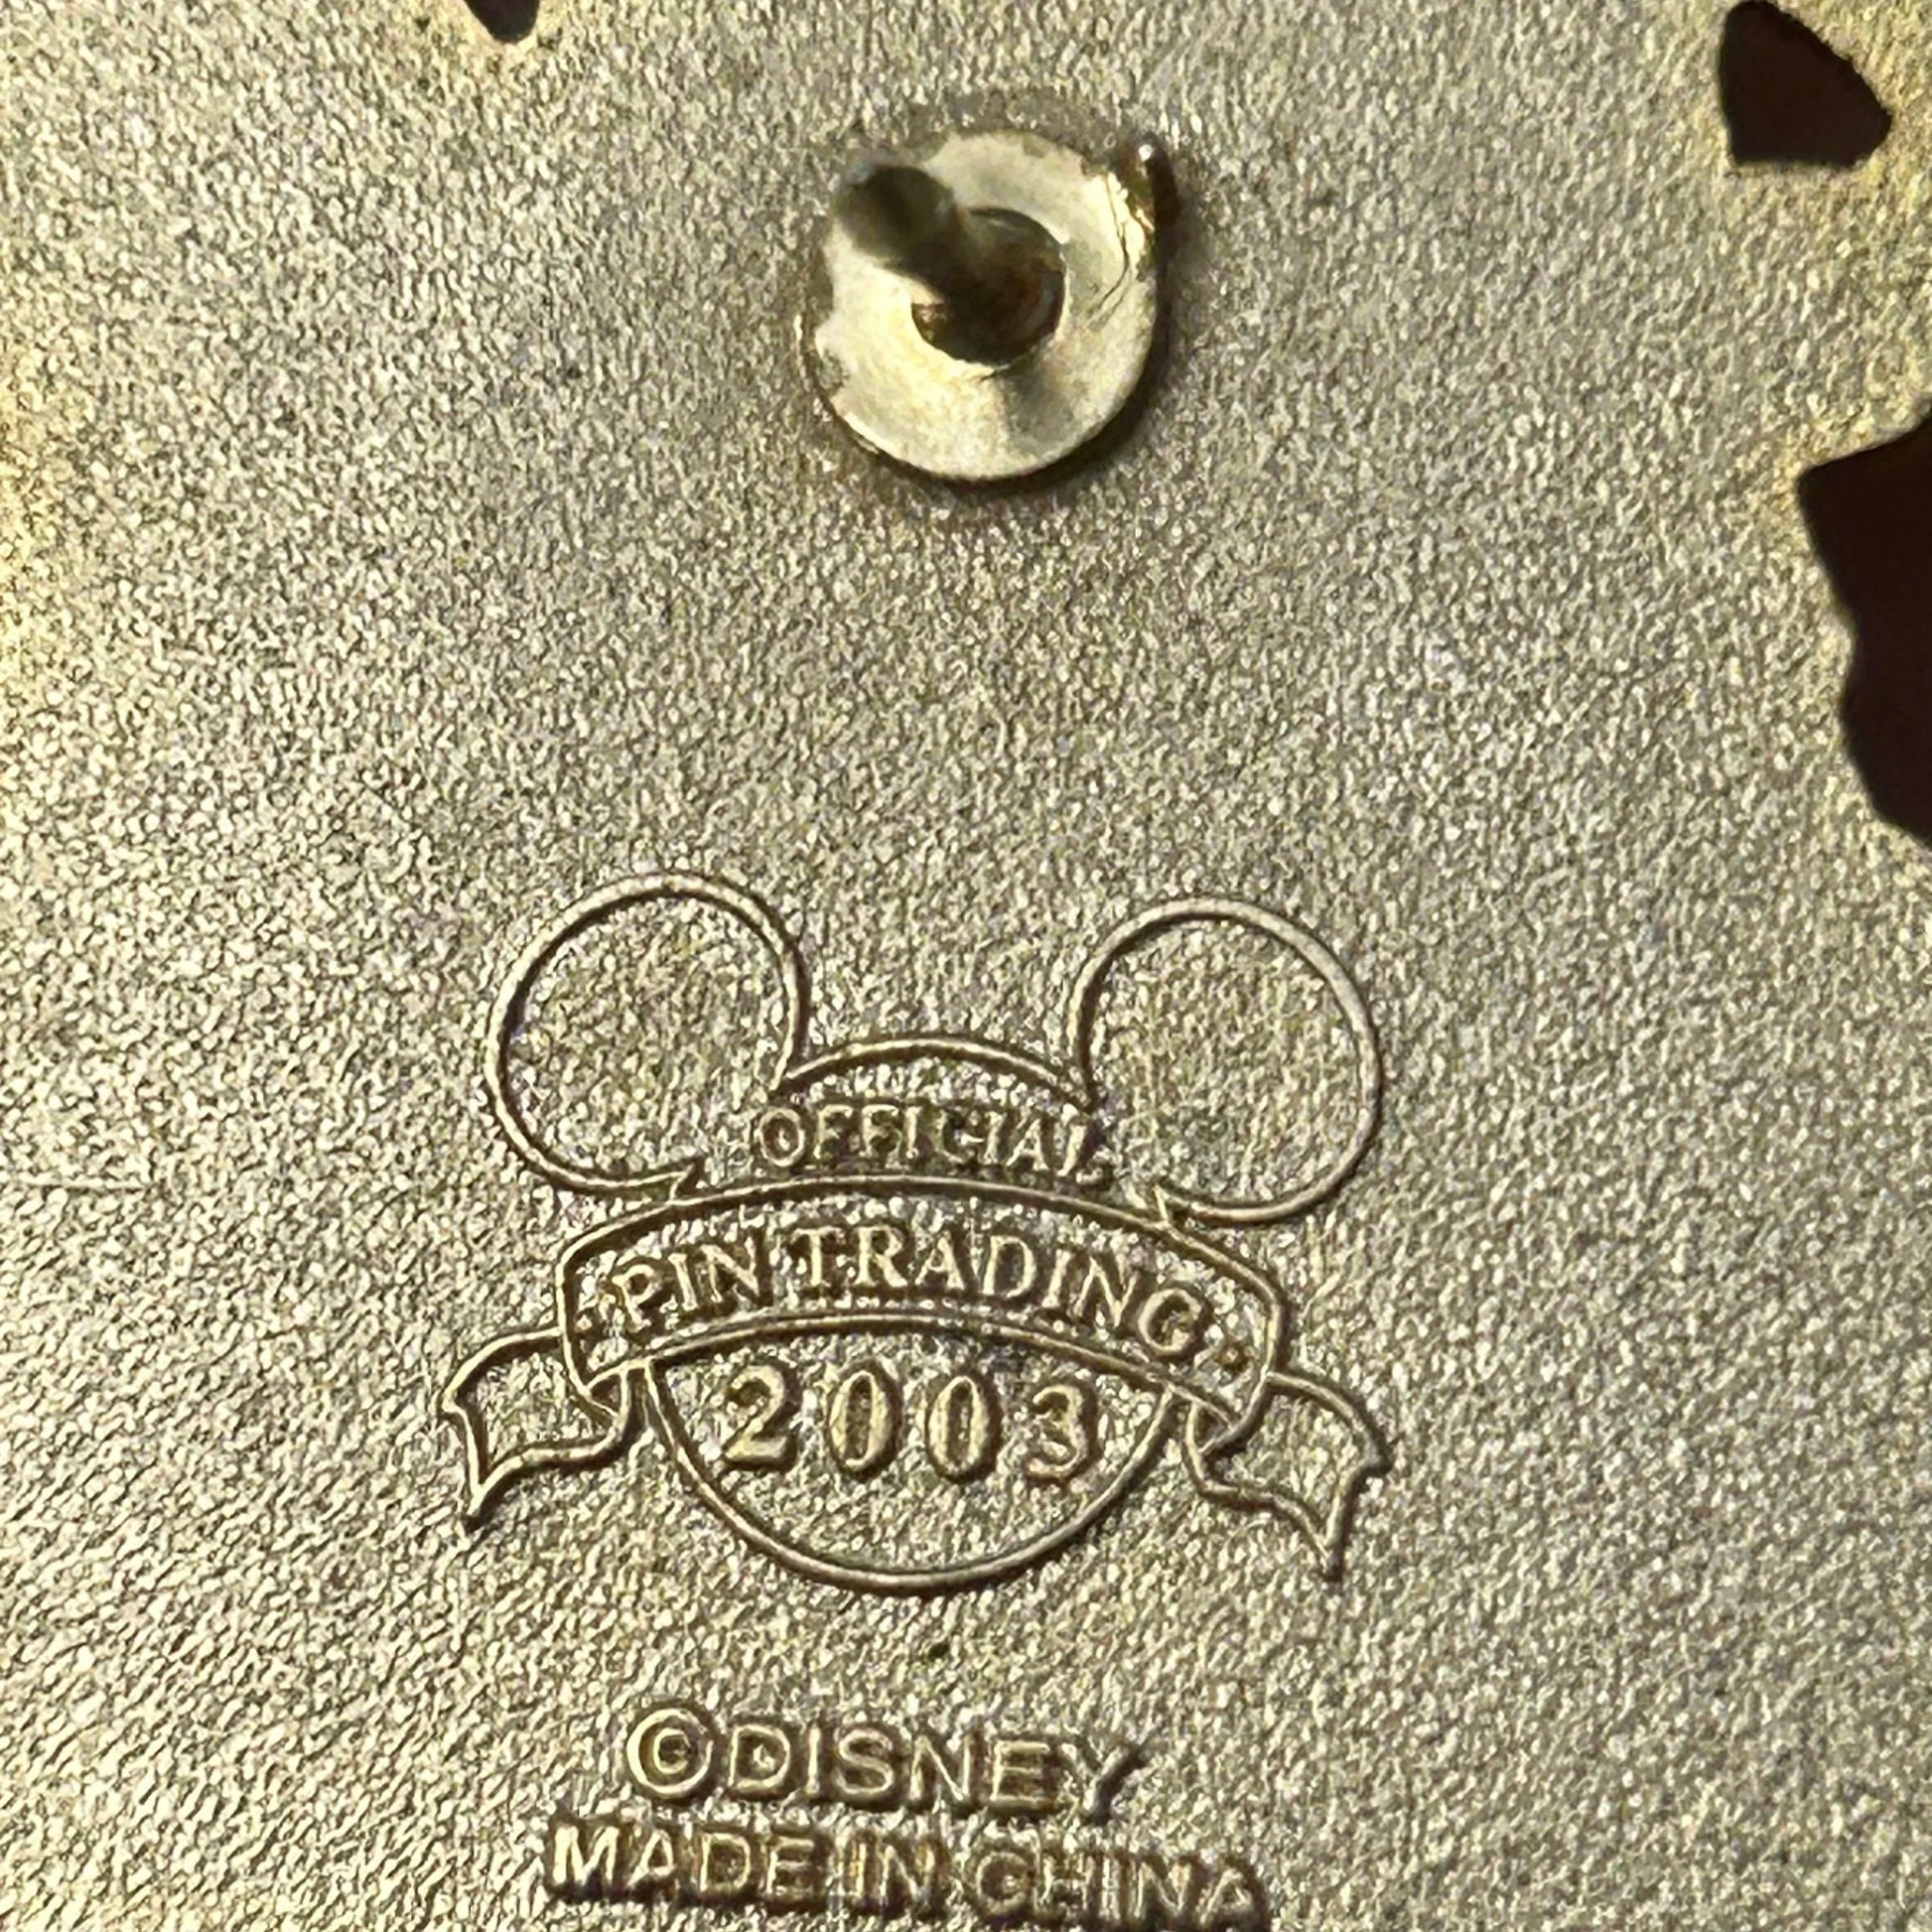 OFFICIAL
·PIN TRADING·
2003
©DISNEY
MADE IN CHINA